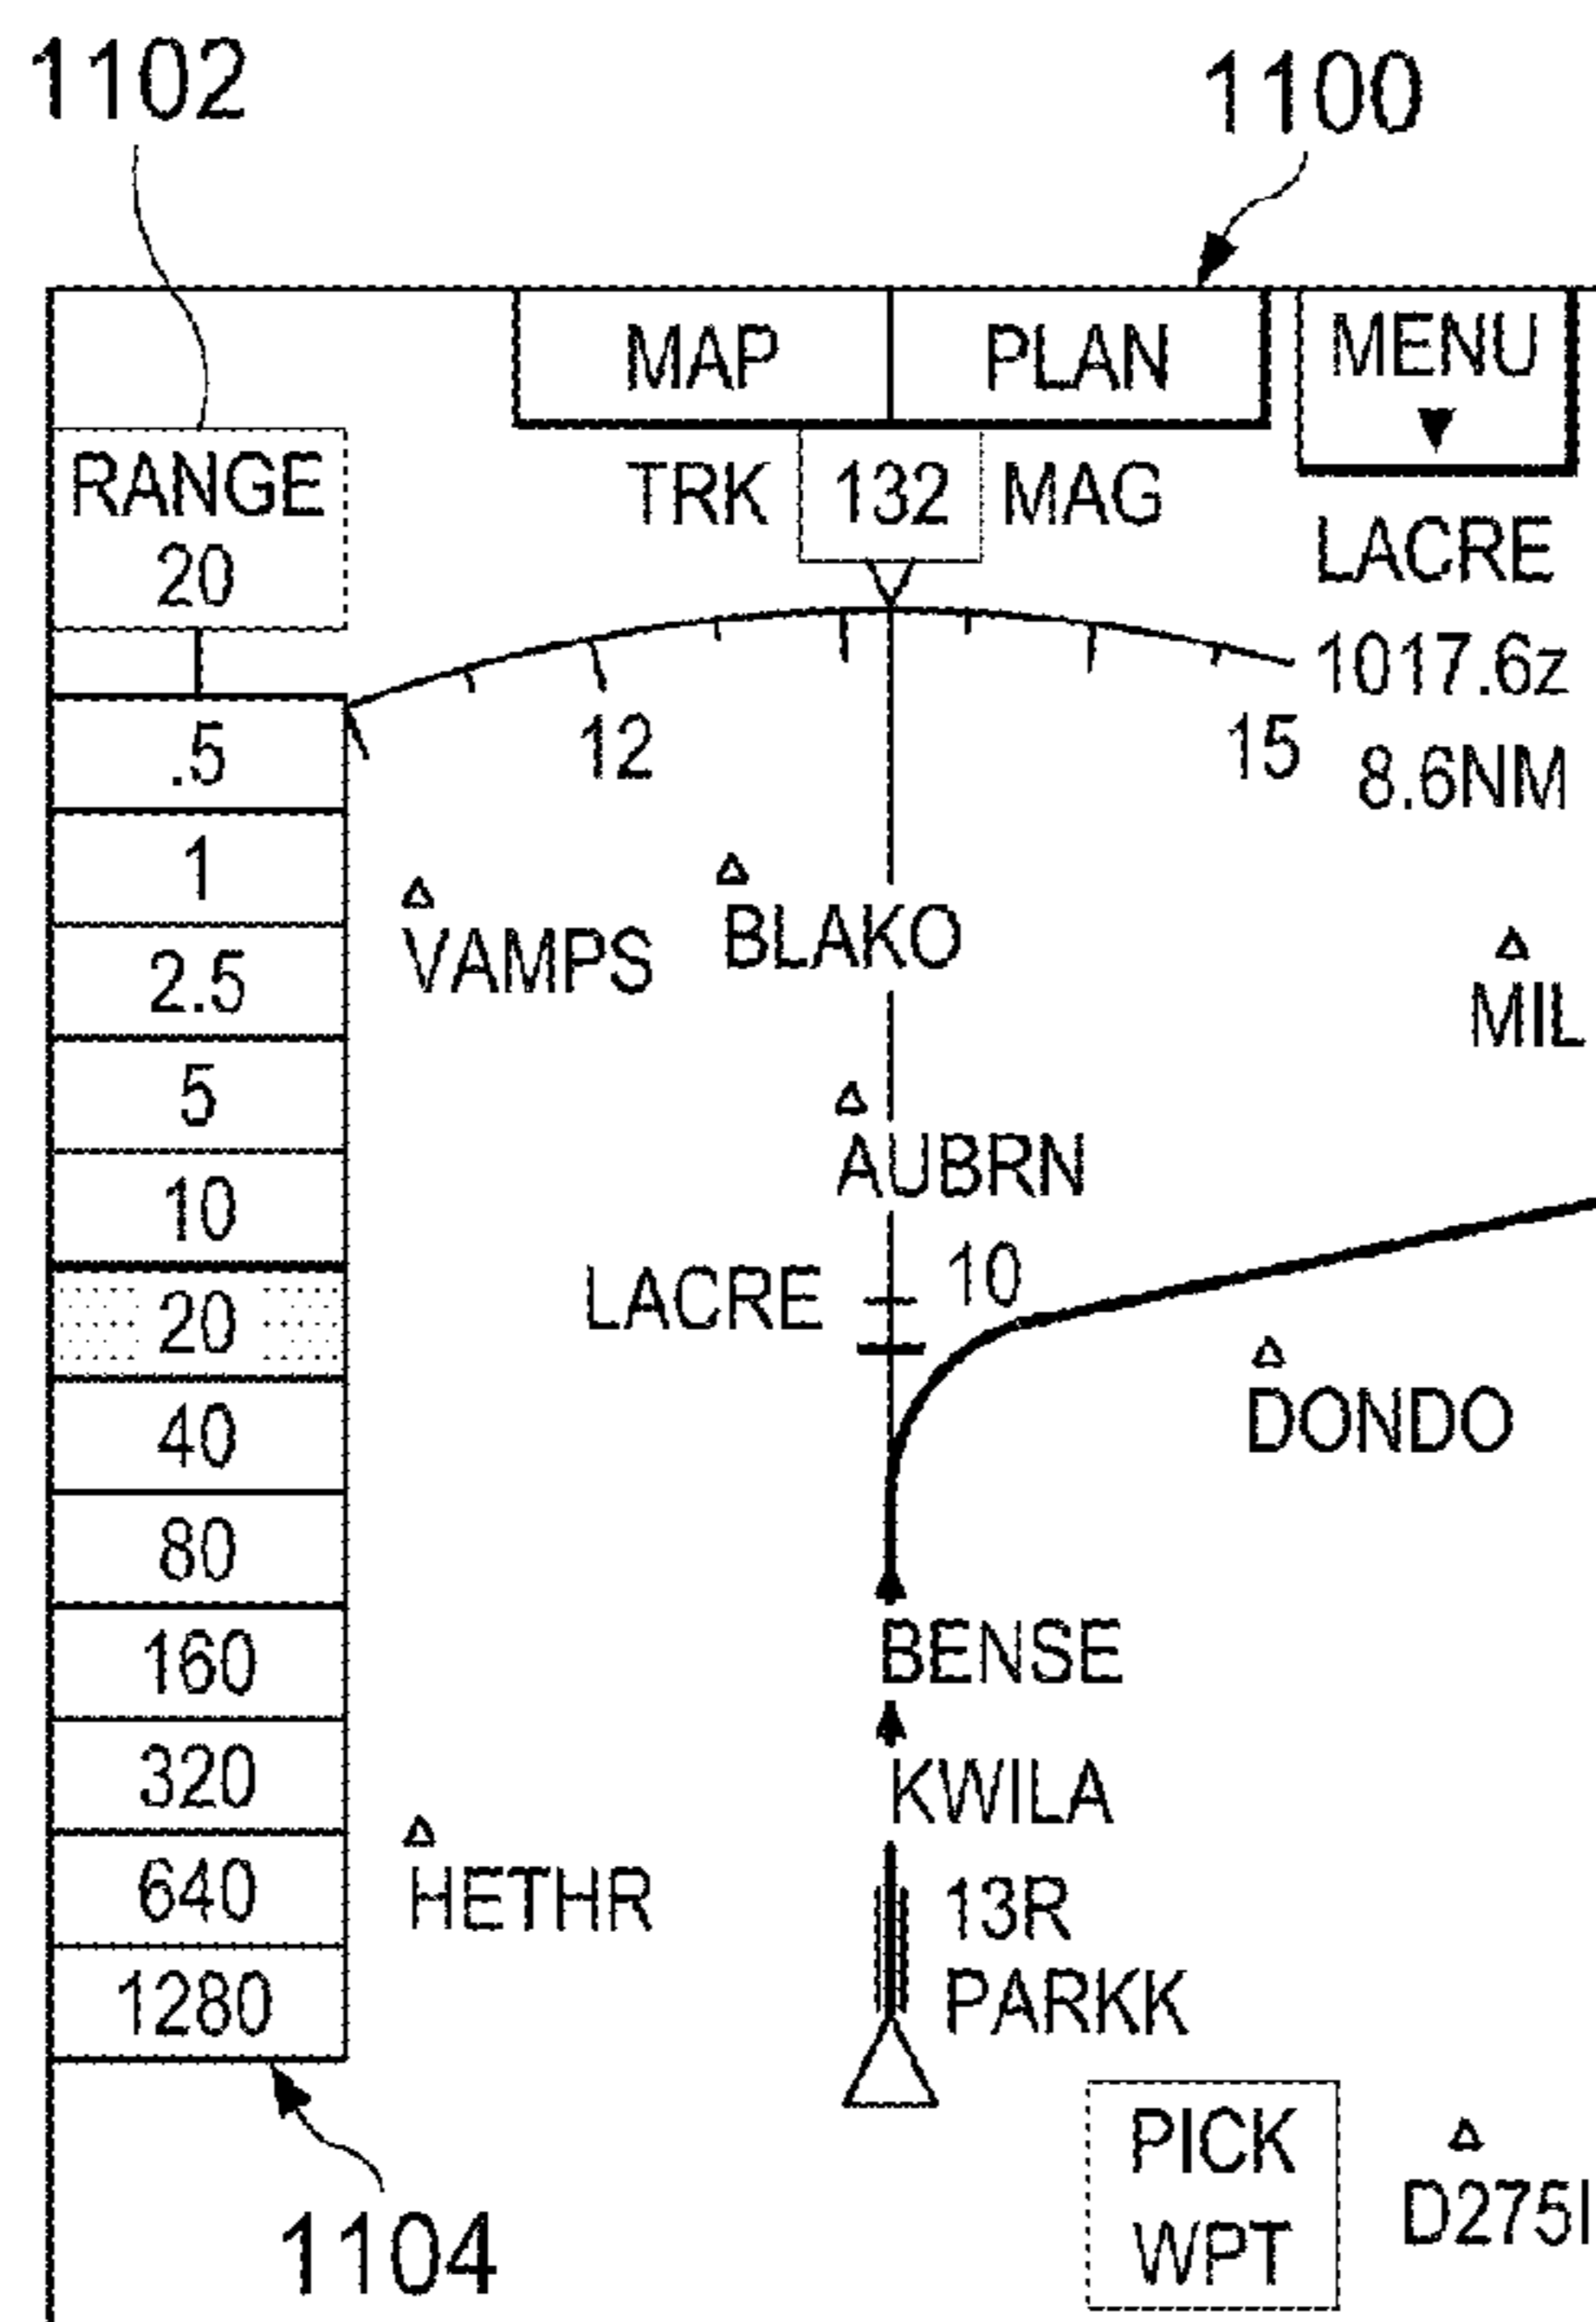 1102
1100
MAP
PLAN
MENU
RANGE
20
TRK
132
MAG
LACRE
1017.6z
8.6NM
12
15
.5
1
2.5
5
10
20
40
80
160
320
640
1280
VAMPS
BLAKO
MIL
AUBRN
10
LACRE
DONDO
BENSE
KWILA
HETHR
13R
PARKK
PICK
WPT
D275I
1104